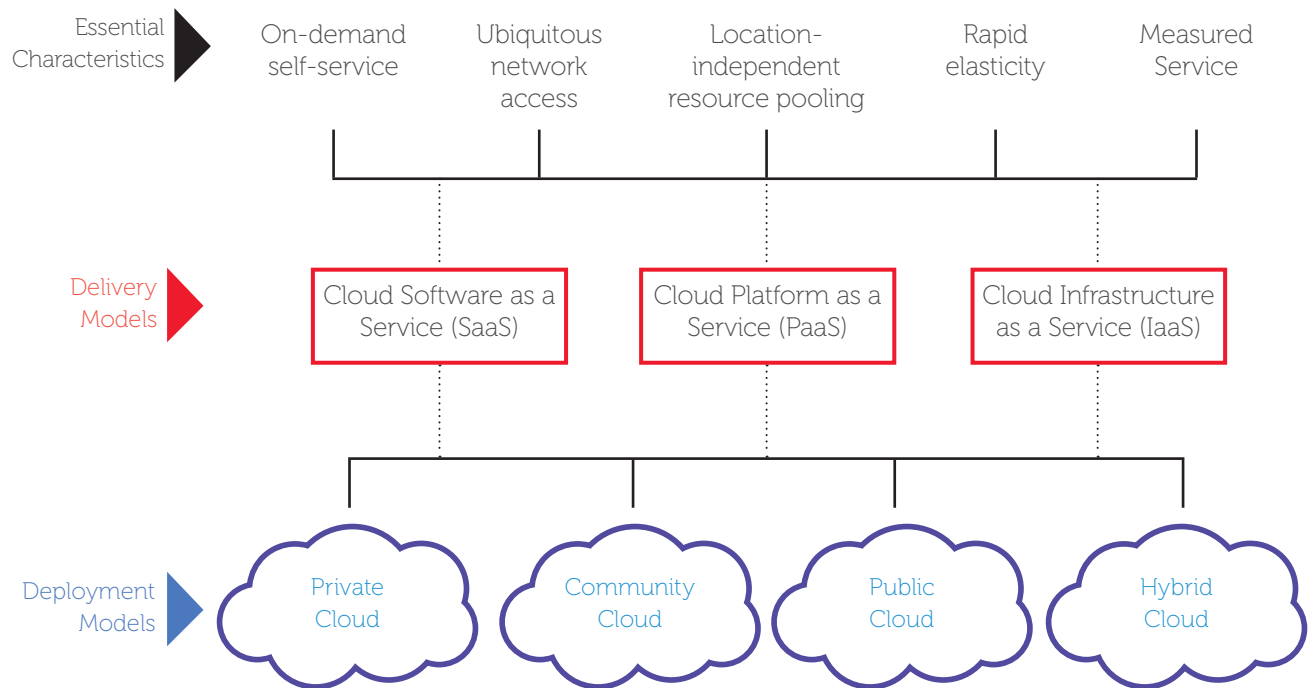 Essential
Characteristics
On-demand
self-service
Ubiquitous
network
access
Location-
independent
resource pooling
Rapid
elasticity
Measured
Service
Delivery
Models
Cloud Software as a
Service (SaaS)
Cloud Platform as a
Service (PaaS)
Cloud Infrastructure
as a Service (IaaS)
Deployment
Models
Private
Cloud
Community
Cloud
Public
Cloud
Hybrid
Cloud